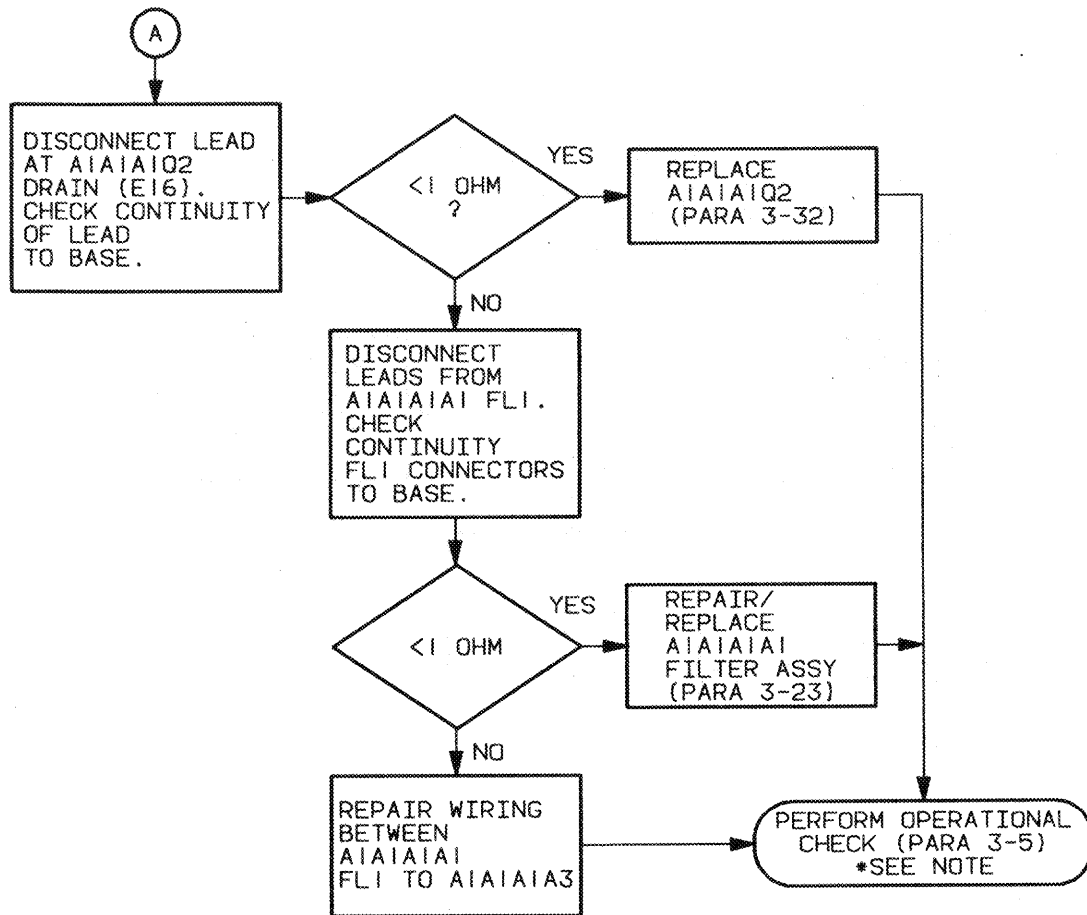 A
DISCONNECT LEAD
AT A1A1A1Q2
DRAIN (E16).
CHECK CONTINUITY
OF LEAD
TO BASE.
<1 OHM
?
YES
REPLACE
A1A1A1Q2
(PARA 3-32)
NO
DISCONNECT
LEADS FROM
A1A1A1A1 FL1.
CHECK
CONTINUITY
FL1 CONNECTORS
TO BASE.
<1 OHM
YES
REPAIR/
REPLACE
A1A1A1A1
FILTER ASSY
(PARA 3-23)
NO
REPAIR WIRING
BETWEEN
A1A1A1A1
FL1 TO A1A1A1A3
PERFORM OPERATIONAL
CHECK (PARA 3-5)
*SEE NOTE